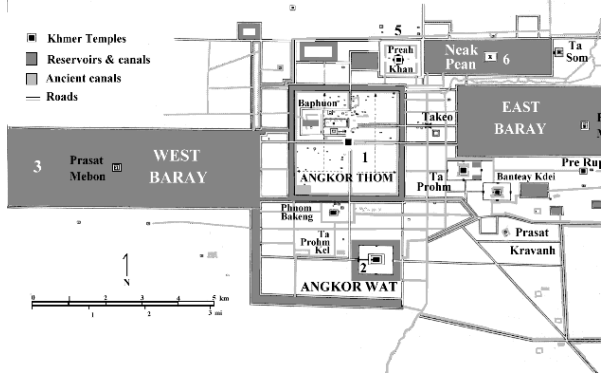 Khmer Temples
Reservoirs & canals
Ancient canals
Roads
5
Preah
Khan
Neak
Pean
6
Ta
Som
Baphuon
Takeo
EAST
BARAY
3
Prasat
Mebon
WEST
BARAY
1
ANGKOR THOM
Ta
Prohm
Banteay Kdei
Pre Rup
Phnom
Bakeng
Ta
Prohm
Kel
2
ANGKOR WAT
Prasat
Kravanh
N
0 1 2 3 4 5 km
1 2 3 mi